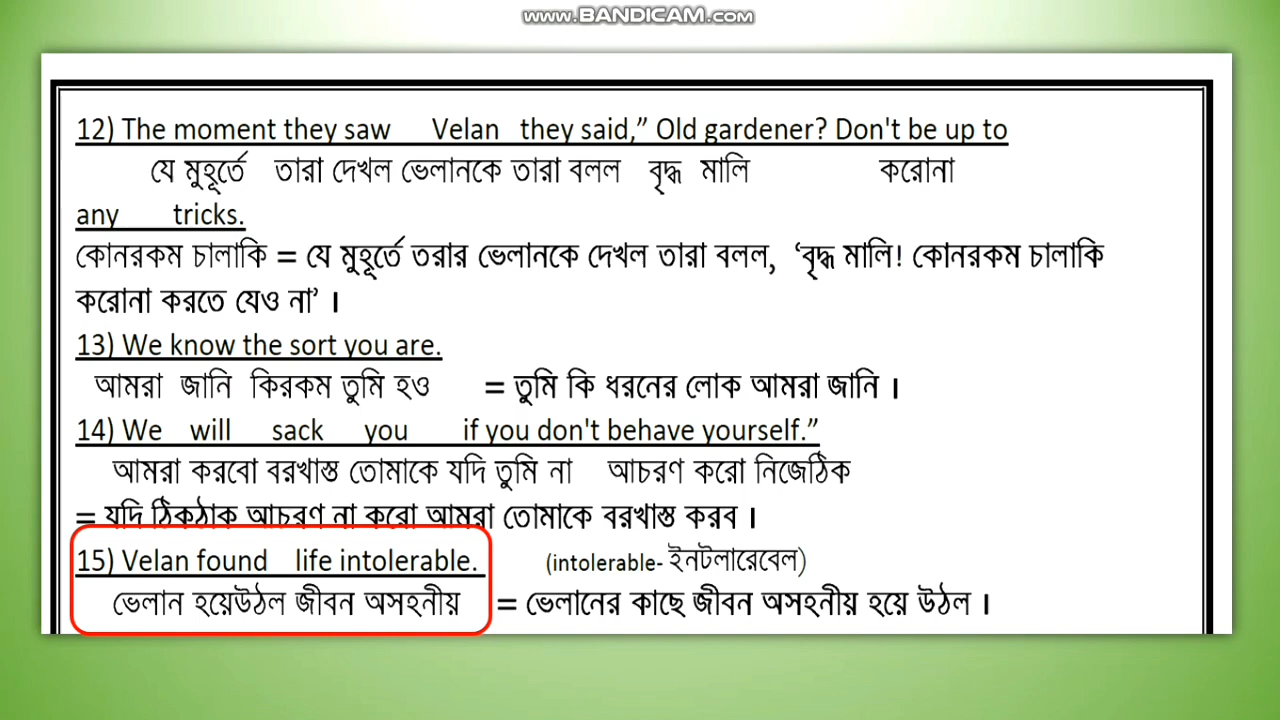 www.BANDICAM.com
12) The moment they saw Velan they said,” Old gardener? Don't be up to
যে মুহূর্তে তারা দেখল ভেলানকে তারা বলল বৃদ্ধ মালি করোনা
any tricks.
কোনরকম চালাকি = যে মুহূর্তে তরার ভেলানকে দেখল তারা বলল, ‘বৃদ্ধ মালি! কোনরকম চালাকি
করোনা করতে যেও না’ ।
13) We know the sort you are.
আমরা জানি কিরকম তুমি হও = তুমি কি ধরনের লোক আমরা জানি ।
14) We will sack you if you don't behave yourself.”
আমরা করবো বরখাস্ত তোমাকে যদি তুমি না আচরণ করো নিজেঠিক
= যদি ঠিকঠাক আচরণ না করো আমরা তোমাকে বরখাস্ত করব ।
15) Velan found life intolerable. (intolerable- ইনটলারেবেল)
ভেলান হয়েউঠল জীবন অসহনীয় = ভেলানের কাছে জীবন অসহনীয় হয়ে উঠল ।